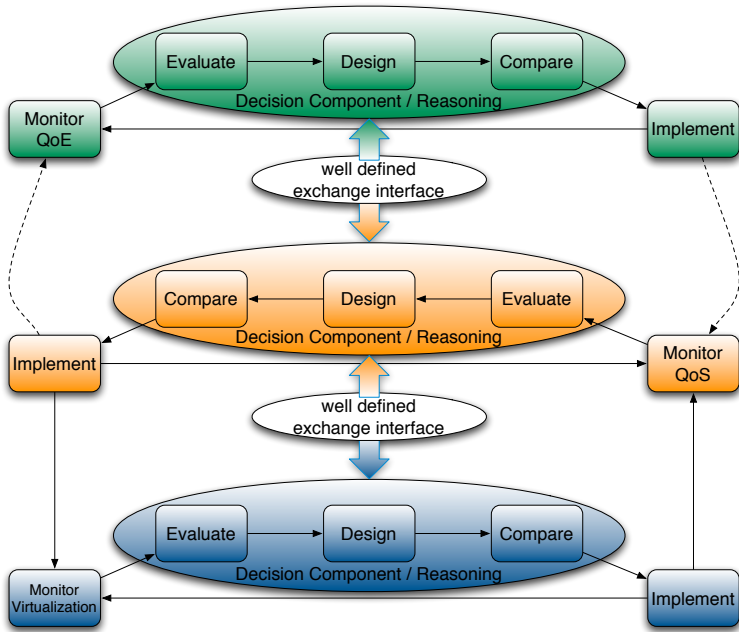 Evaluate
Design
Compare
Decision Component / Reasoning
Monitor
QoE
Implement
well defined
exchange interface
Compare
Design
Evaluate
Decision Component / Reasoning
Implement
Monitor
QoS
well defined
exchange interface
Evaluate
Design
Compare
Decision Component / Reasoning
Monitor
Virtualization
Implement